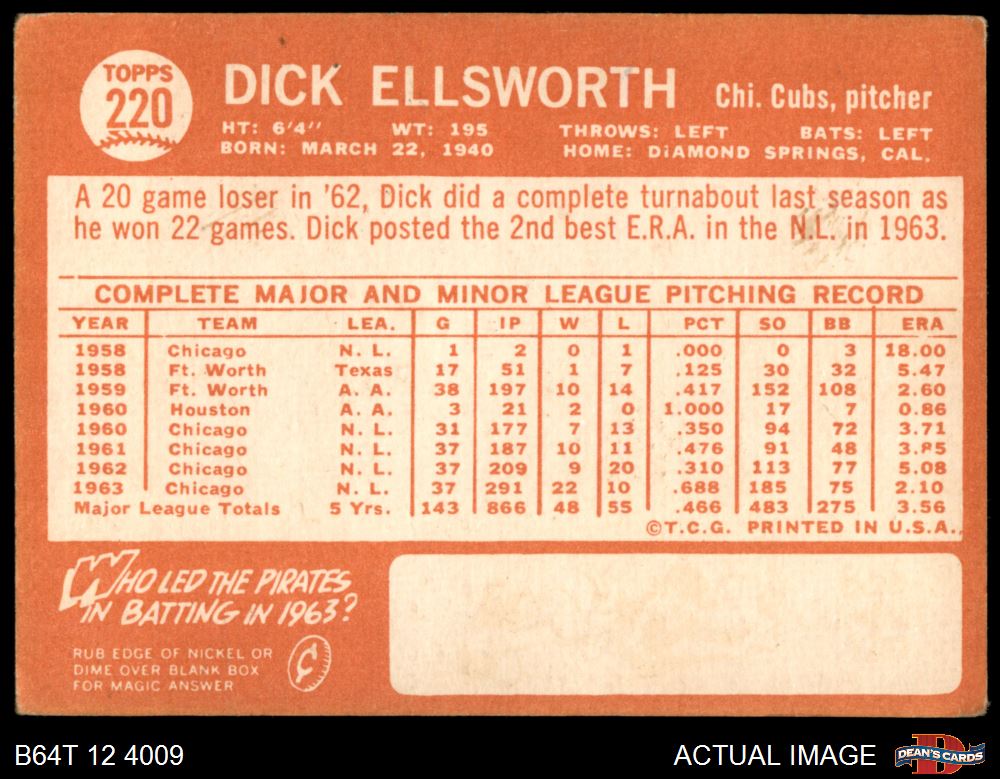 TOPPS
220
DICK ELLSWORTH Chi. Cubs, pitcher
HT: 6'4'' WT: 195 THROWS: LEFT BATS: LEFT
BORN: MARCH 22, 1940 HOME: DiAMOND SPRINGS, CAL.
A 20 game loser in '62, Dick did a complete turnabout last season as
he won 22 games. Dick posted the 2nd best E.R.A. in the N.L. in 1963.
COMPLETE MAJOR AND MINOR LEAGUE PITCHING RECORD
YEAR TEAM LEA. G IP W L PCT SO BB ERA
1958 Chicago N. L. 1 2 0 1 .000 0 3 18.00
1958 Ft. Worth Texas 17 51 1 7 .125 30 32 5.47
1959 Ft. Worth A. A. 38 197 10 14 .417 152 108 2.60
1960 Houston A. A. 3 21 2 0 1.000 17 7 0.86
1960 Chicago N. L. 31 177 7 13 .350 94 72 3.71
1961 Chicago N. L. 37 187 10 11 .476 91 48 3.85
1962 Chicago N. L. 37 209 9 20 .310 113 77 5.08
1963 Chicago N. L. 37 291 22 10 .688 185 75 2.10
Major League Totals 5 Yrs. 143 866 48 55 .466 483 275 3.56
©T.C.G. PRINTED IN U.S.A.
WHO LED THE PIRATES
IN BATTING IN 1963?
RUB EDGE OF NICKEL OR
DIME OVER BLANK BOX
FOR MAGIC ANSWER
¢
B64T 12 4009 ACTUAL IMAGE DEAN'S CARDS